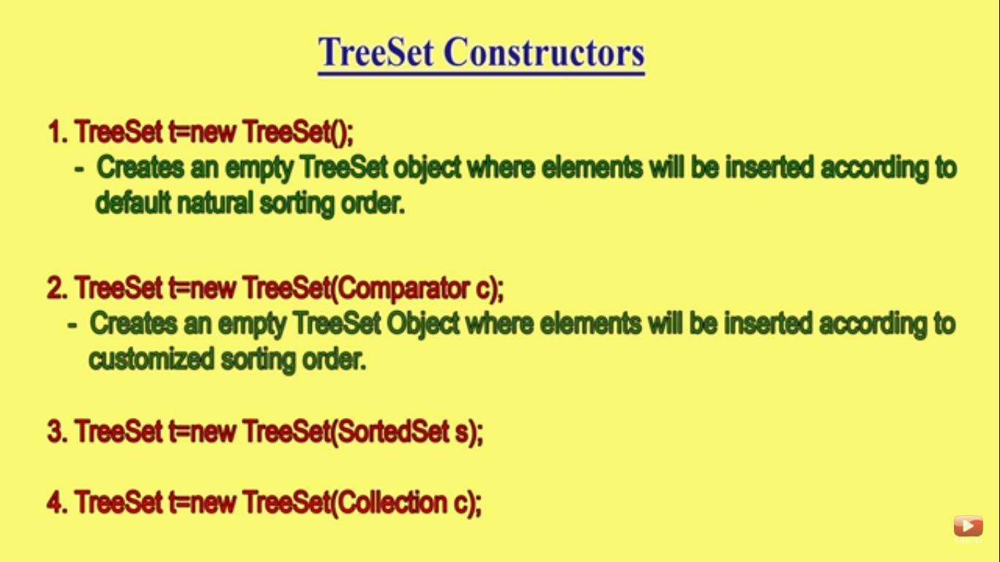 TreeSet Constructors
1. TreeSet t=new TreeSet();
- Creates an empty TreeSet object where elements will be inserted according to
default natural sorting order.
2. TreeSet t=new TreeSet(Comparator c);
- Creates an empty TreeSet Object where elements will be inserted according to
customized sorting order.
3. TreeSet t=new TreeSet(SortedSet s);
4. TreeSet t=new TreeSet(Collection c);